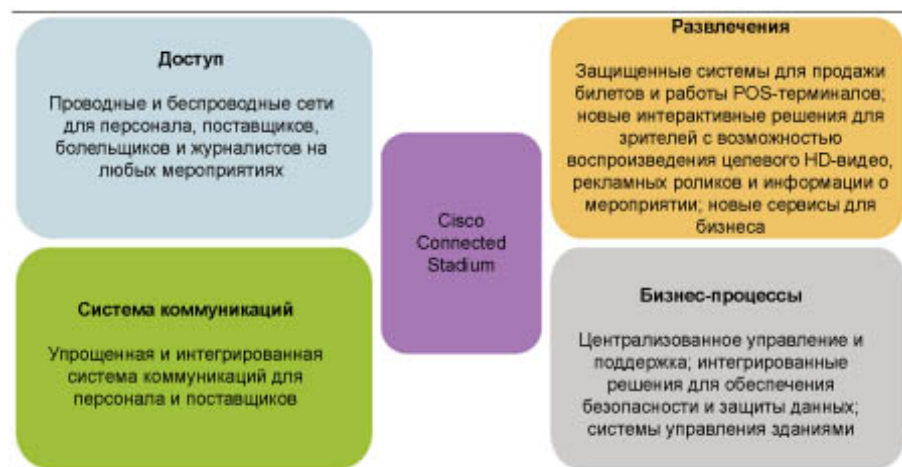 Доступ
Проводные и беспроводные сети
для персонала, поставщиков,
болельщиков и журналистов на
любых мероприятиях
Развлечения
Защищенные системы для продажи
билетов и работы POS-терминалов;
новые интерактивные решения для
зрителей с возможностью
воспроизведения целевого HD-видео,
рекламных роликов и информации о
мероприятии; новые сервисы для
бизнеса
Cisco
Connected
Stadium
Система коммуникаций
Упрощенная и интегрированная
система коммуникаций для
персонала и поставщиков
Бизнес-процессы
Централизованное управление и
поддержка; интегрированные
решения для обеспечения
безопасности и защиты данных;
системы управления зданиями